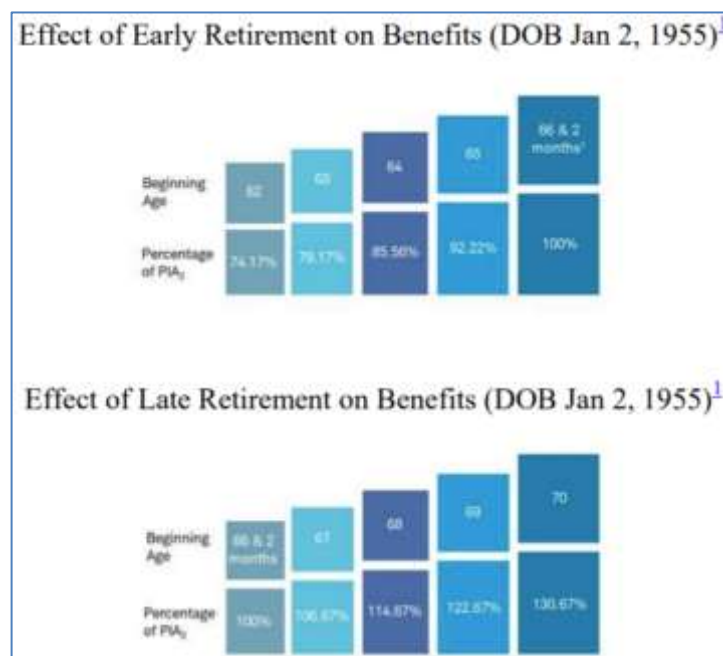 Effect of Early Retirement on Benefits (DOB Jan 2, 1955)1
66 & 2
months1
65
64
63
62
Beginning
Age
Percentage
of PIA2
74.17%
79.17%
85.56%
92.22%
100%
Effect of Late Retirement on Benefits (DOB Jan 2, 1955)1
70
69
68
67
66 & 2
months
Beginning
Age
Percentage
of PIA2
100%
106.67%
114.67%
122.67%
130.67%